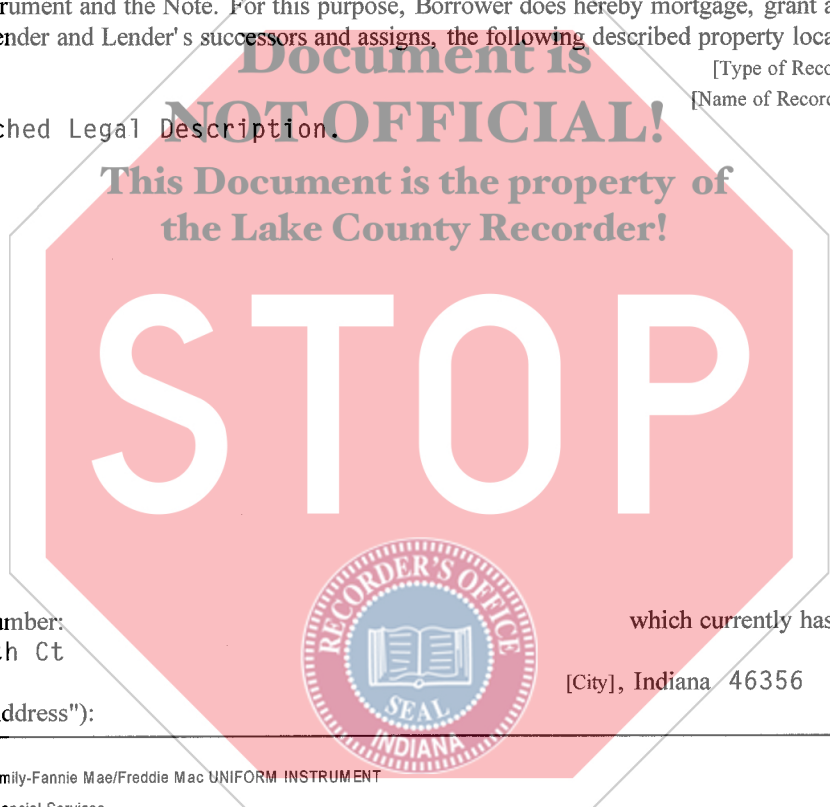 rument and the Note. For this purpose, Borrower does hereby mortgage, grant
ender and Lender's successors and assigns, the following described property loca
Document is
[Type of Reco
[Name of Record
NOT OFFICIAL!
ched Legal Description.
This Document is the property of
the Lake County Recorder!
STOP
RECORDER'S OFFICE
SEAL
INDIANA
umber:
which currently has
th Ct
[City], Indiana 46356
ddress"):
mily-Fannie Mae/Freddie Mac UNIFORM INSTRUMENT